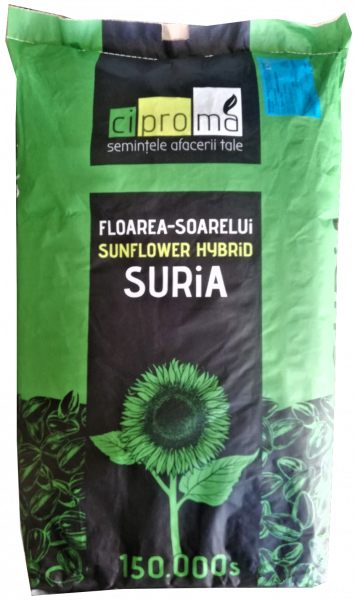 ciproma
semințele afacerii tale
FLOAREA-SOARELUi
SUNFLOWER HYBRiD
SURiA
150.000s